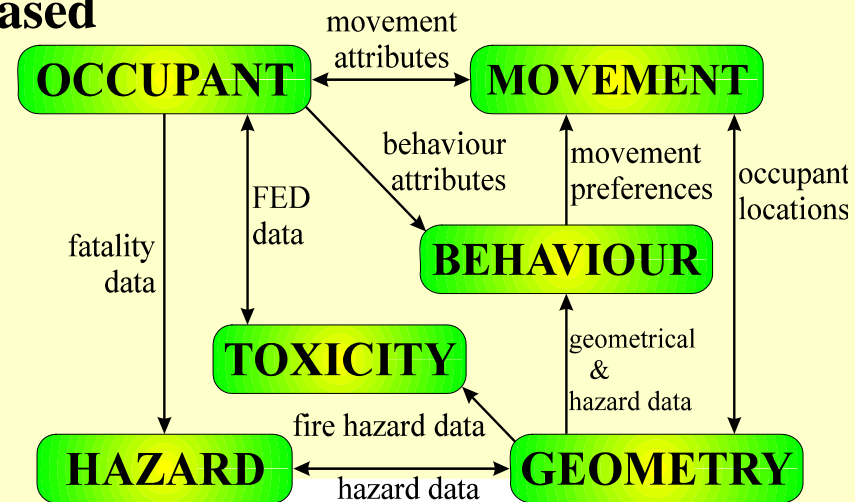 ased
movement
attributes
OCCUPANT
MOVEMENT
behaviour
attributes
movement
preferences
occupant
locations
FED
data
fatality
data
BEHAVIOUR
TOXICITY
geometrical
&
hazard data
fire hazard data
HAZARD
GEOMETRY
hazard data